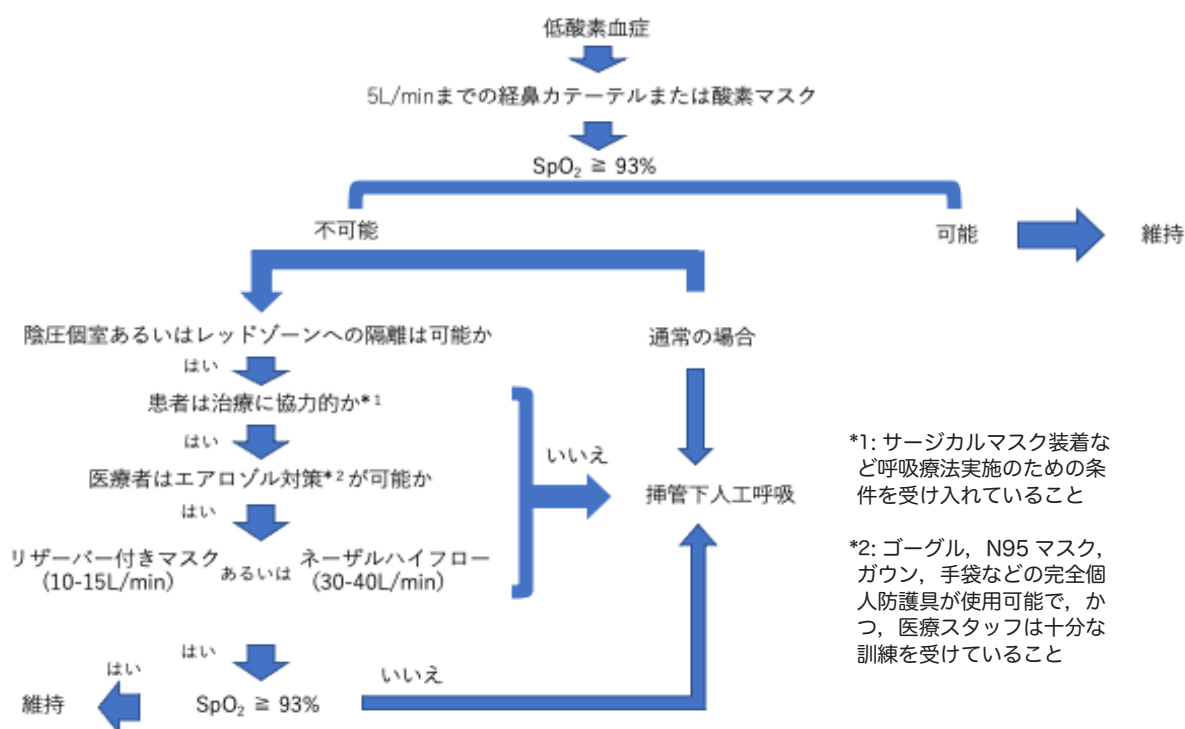 低酸素血症
5L/minまでの経鼻カテーテルまたは酸素マスク
SpO₂ ≧ 93%
不可能
可能
維持
陰圧個室あるいはレッドゾーンへの隔離は可能か
通常の場合
はい
患者は治療に協力的か*1
はい
医療者はエアロゾル対策*2が可能か
いいえ
挿管下人工呼吸
はい
リザーバー付きマスク
(10-15L/min)
あるいは
ネーザルハイフロー
(30-40L/min)
はい
はい
維持
SpO₂ ≧ 93%
いいえ
*1: サージカルマスク装着な
ど呼吸療法実施のための条
件を受け入れていること
*2: ゴーグル，N95 マスク，
ガウン，手袋などの完全個
人防護具が使用可能で，か
つ，医療スタッフは十分な
訓練を受けていること